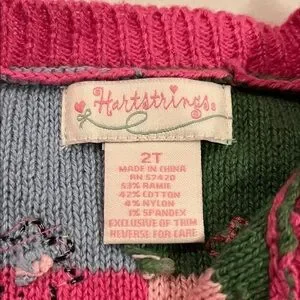 Hartstrings®
2T
MADE IN CHINA
RN 57420
53% RAMIE
42% COTTON
4% NYLON
1% SPANDEX
EXCLUSIVE OF TRIM
REVERSE FOR CARE